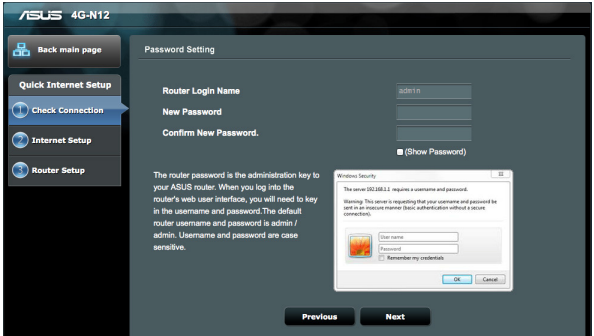 ASUS 4G-N12
Back main page
Quick Internet Setup
1 Check Connection
2 Internet Setup
3 Router Setup
Password Setting
Router Login Name
admin
New Password
Confirm New Password.
(Show Password)
The router password is the administration key to
your ASUS router. When you log into the
router's web user interface, you will need to key
in the username and password.The default
router username and password is admin /
admin. Username and password are case
sensitive.
Windows Security
The server 192.168.1.1 requires a username and password.
Warning: This server is requesting that your username and password be
sent in an insecure manner (basic authentication without a secure
connection).
User name
Password
Remember my credentials
OK
Cancel
Previous
Next